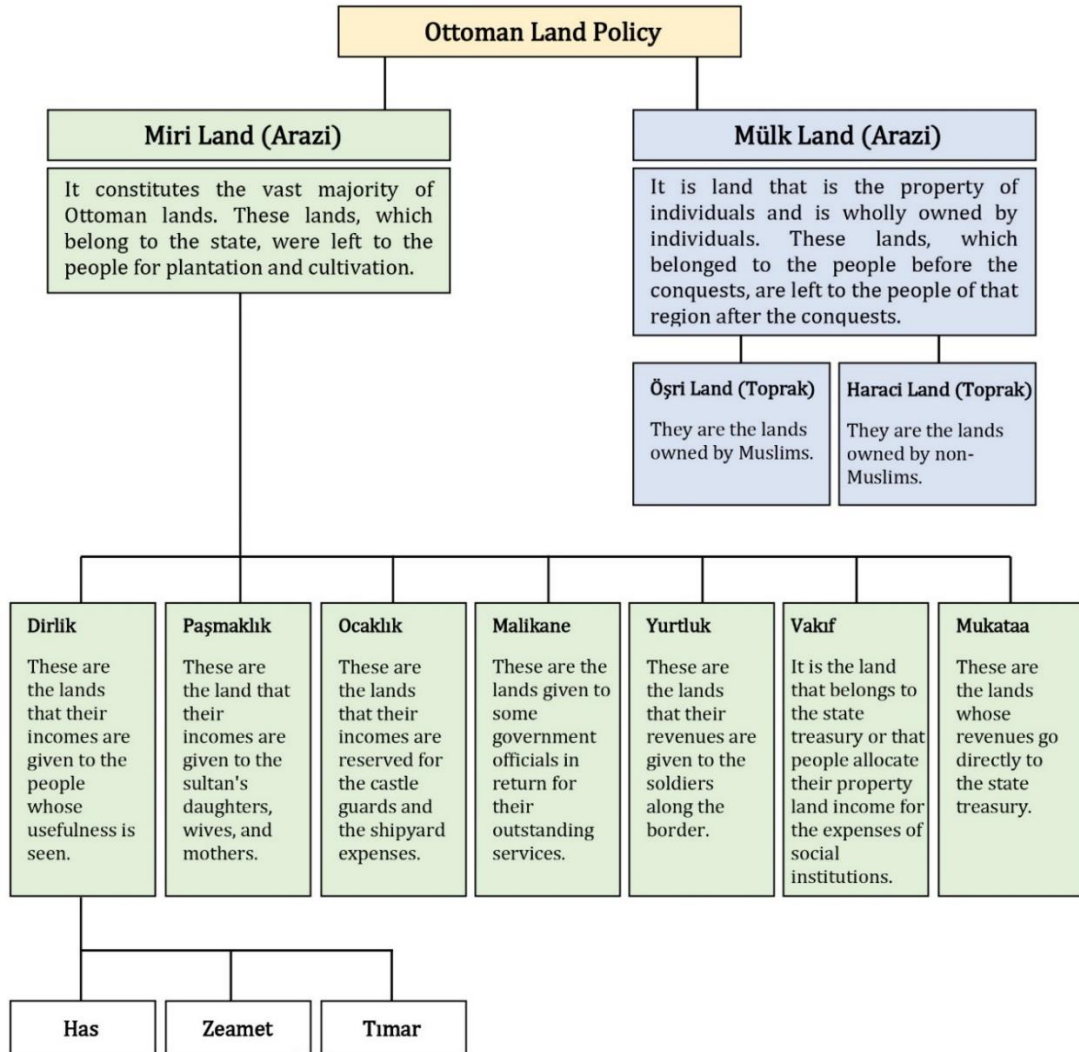 Ottoman Land Policy
Miri Land (Arazi)
It constitutes the vast majority of
Ottoman lands. These lands, which
belong to the state, were left to the
people for plantation and cultivation.
Mülk Land (Arazi)
It is land that is the property of
individuals and is wholly owned by
individuals. These lands, which
belonged to the people before the
conquests, are left to the people of that
region after the conquests.
Öşri Land (Toprak)
They are the lands
owned by Muslims.
Haraci Land (Toprak)
They are the lands
owned by non-
Muslims.
Dirlik
These are
the lands
that their
incomes are
given to the
people
whose
usefulness is
seen.
Paşmaklık
These are
the land that
their
incomes are
given to the
sultan's
daughters,
wives, and
mothers.
Ocaklık
These are
the lands
that their
incomes are
reserved for
the castle
guards and
the shipyard
expenses.
Malikane
These are the
lands given to
some
government
officials in
return for
their
outstanding
services.
Yurtluk
These are
the lands
that their
revenues are
given to the
soldiers
along the
border.
Vakıf
It is the land
that belongs to
the state
treasury or that
people allocate
their property
land income for
the expenses of
social
institutions.
Mukataa
These are
the lands
whose
revenues go
directly to
the state
treasury.
Has
Zeamet
Tımar